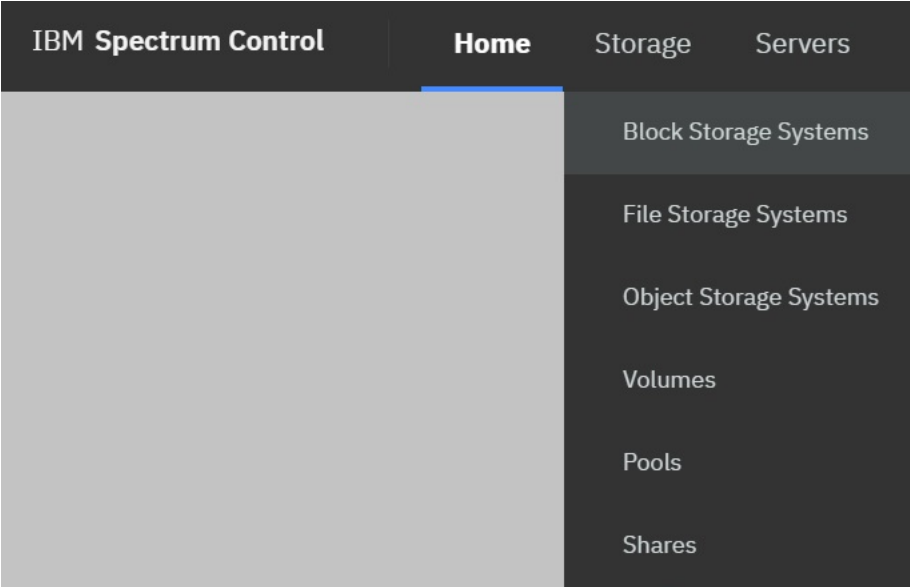 IBM Spectrum Control Home Storage Servers
Block Storage Systems
File Storage Systems
Object Storage Systems
Volumes
Pools
Shares